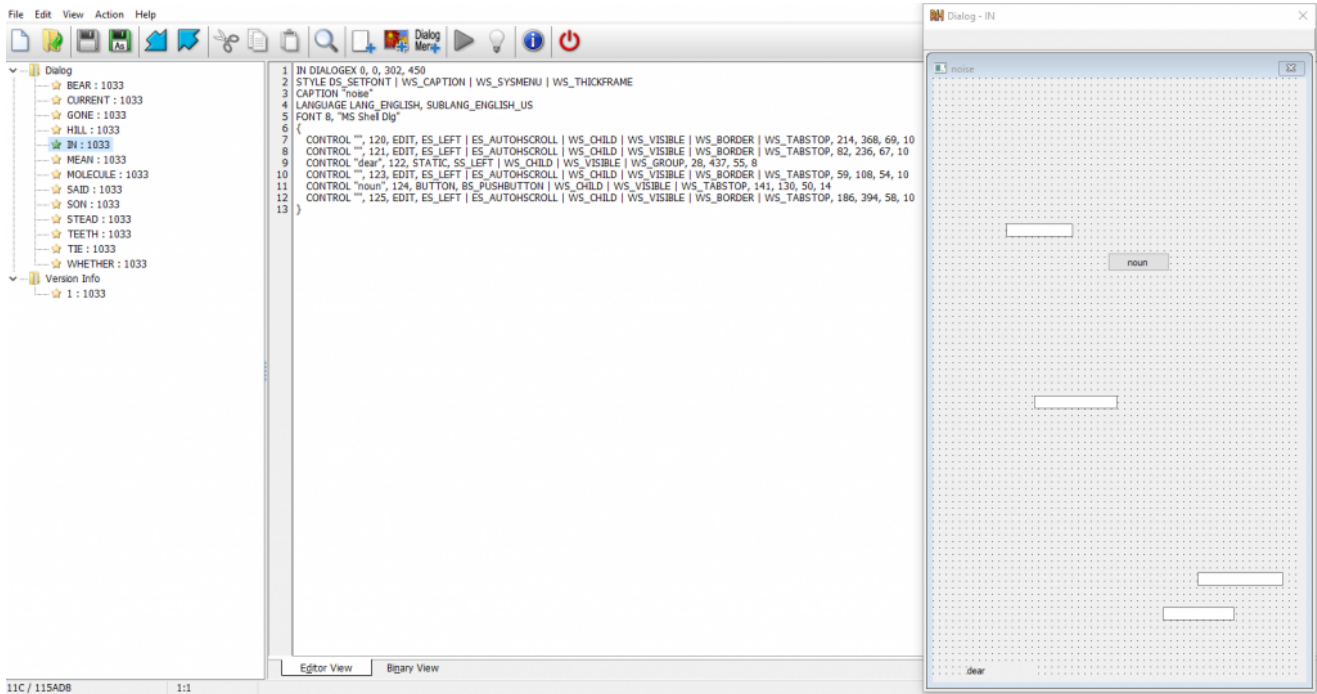 File Edit View Action Help
As
Dialog
Menu
Dialog
BEAR : 1033
CURRENT : 1033
GONE : 1033
HILL : 1033
IN : 1033
MEAN : 1033
MOLECULE : 1033
SAID : 1033
SON : 1033
STEAD : 1033
TEETH : 1033
TIE : 1033
WHETHER : 1033
Version Info
1 : 1033
1 IN DIALOGEX 0, 0, 302, 450
2 STYLE DS_SETFONT | WS_CAPTION | WS_SYSMENU | WS_THICKFRAME
3 CAPTION "noise"
4 LANGUAGE LANG_ENGLISH, SUBLANG_ENGLISH_US
5 FONT 8, "MS Shell Dlg"
6 {
7 CONTROL "", 120, EDIT, ES_LEFT | ES_AUTOHSCROLL | WS_CHILD | WS_VISIBLE | WS_BORDER | WS_TABSTOP, 214, 368, 69, 10
8 CONTROL "", 121, EDIT, ES_LEFT | ES_AUTOHSCROLL | WS_CHILD | WS_VISIBLE | WS_BORDER | WS_TABSTOP, 82, 236, 67, 10
9 CONTROL "dear", 122, STATIC, SS_LEFT | WS_CHILD | WS_VISIBLE | WS_GROUP, 28, 437, 55, 8
10 CONTROL "", 123, EDIT, ES_LEFT | ES_AUTOHSCROLL | WS_CHILD | WS_VISIBLE | WS_BORDER | WS_TABSTOP, 59, 108, 54, 10
11 CONTROL "noun", 124, BUTTON, BS_PUSHBUTTON | WS_CHILD | WS_VISIBLE | WS_TABSTOP, 141, 130, 50, 14
12 CONTROL "", 125, EDIT, ES_LEFT | ES_AUTOHSCROLL | WS_CHILD | WS_VISIBLE | WS_BORDER | WS_TABSTOP, 186, 394, 58, 10
13 }
Editor View Binary View
11C / 115AD8 1:1
RH Dialog - IN
noise
noun
dear